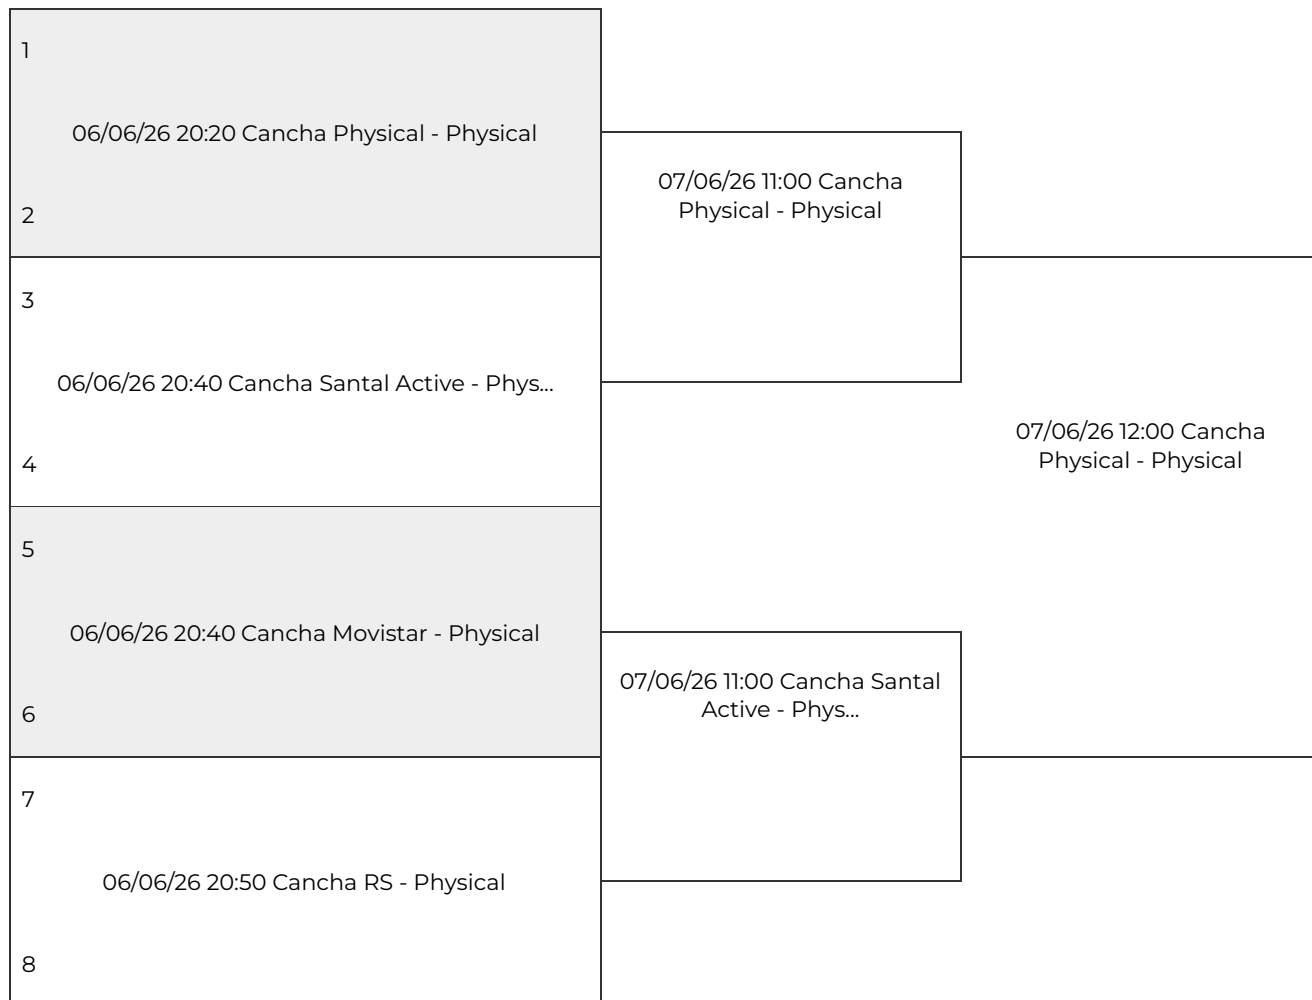 1
06/06/26 20:20 Cancha Physical - Physical
2
3
06/06/26 20:40 Cancha Santal Active - Phys...
4
5
06/06/26 20:40 Cancha Movistar - Physical
6
7
06/06/26 20:50 Cancha RS - Physical
8
07/06/26 11:00 Cancha
Physical - Physical
07/06/26 11:00 Cancha Santal
Active - Phys...
07/06/26 12:00 Cancha
Physical - Physical